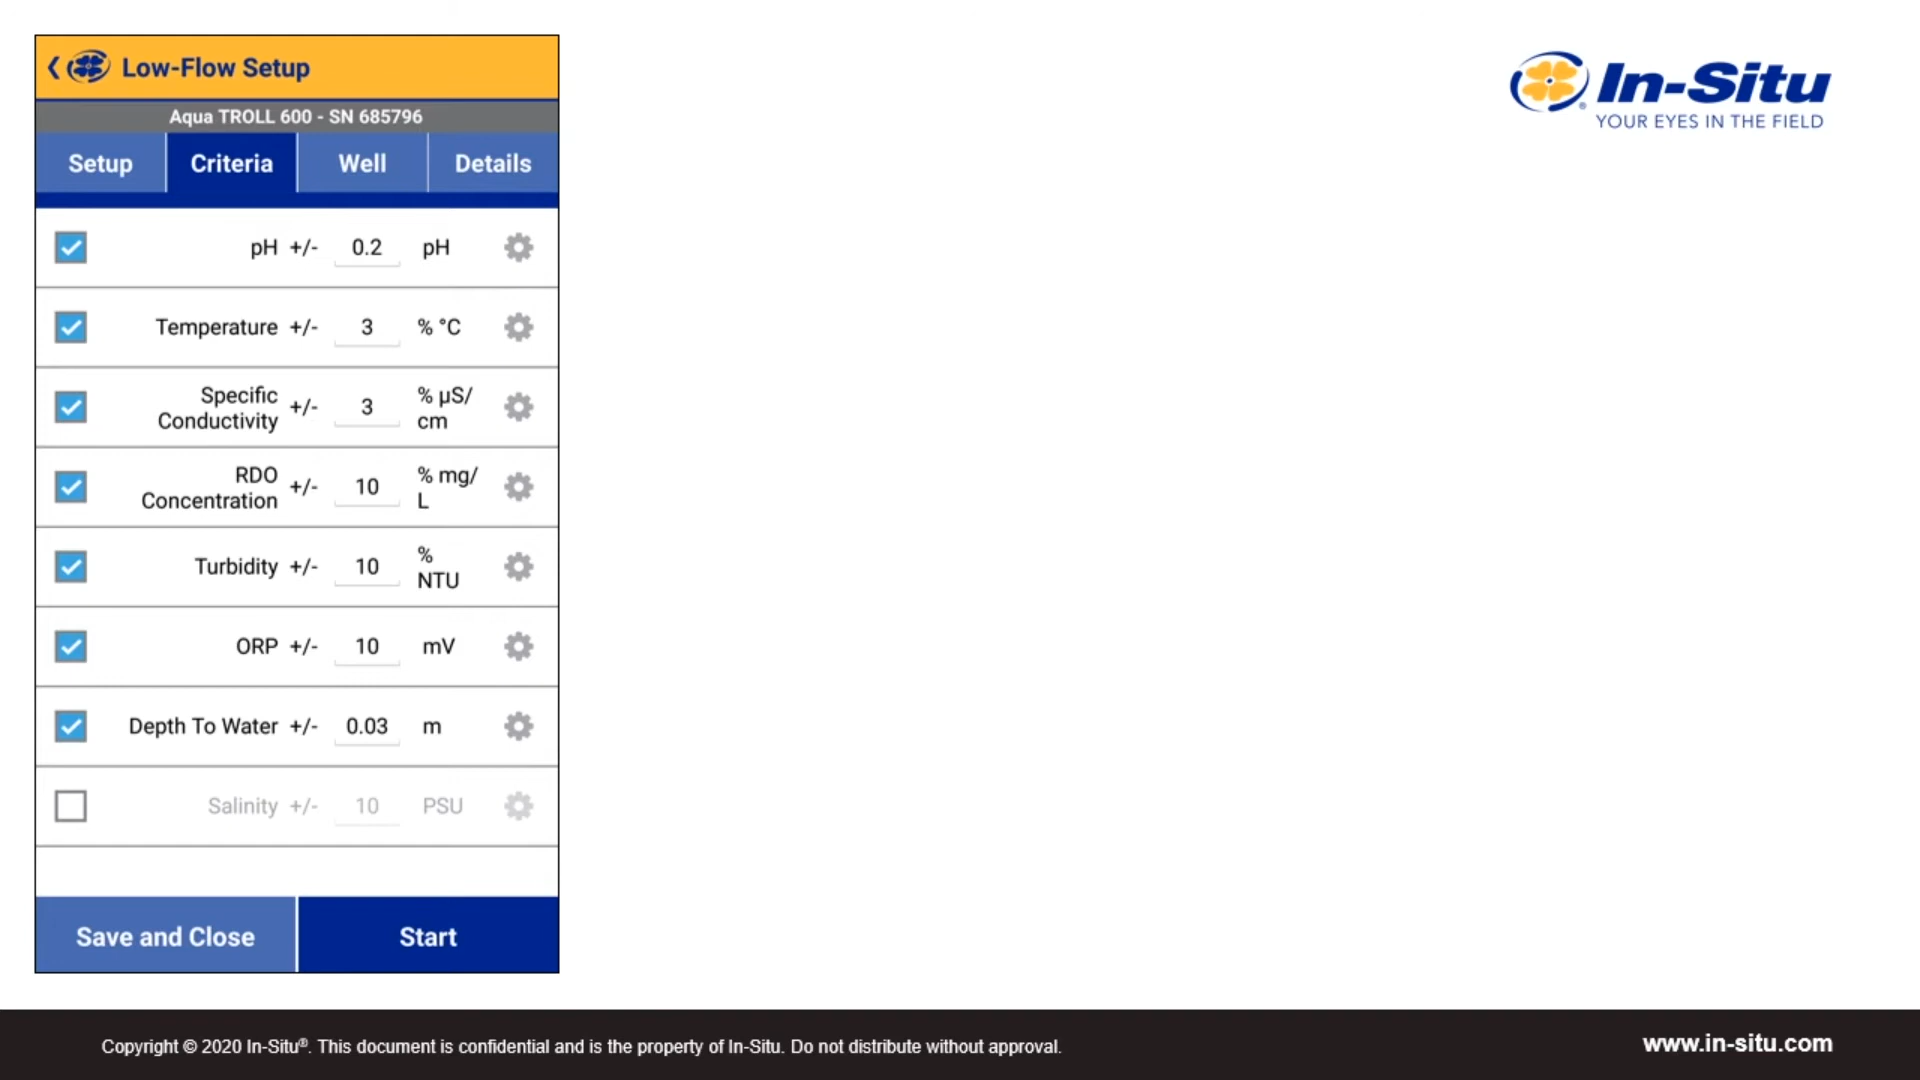 Low-Flow Setup
Aqua TROLL 600 - SN 685796
Setup Criteria Well Details
pH +/- 0.2 pH
Temperature +/- 3 % °C
Specific Conductivity +/- 3 % µS/
cm
RDO Concentration +/- 10 % mg/
L
Turbidity +/- 10 %
NTU
ORP +/- 10 mV
Depth To Water +/- 0.03 m
Salinity +/- 10 PSU
Save and Close Start
In-Situ
YOUR EYES IN THE FIELD
Copyright © 2020 In-Situ®. This document is confidential and is the property of In-Situ. Do not distribute without approval.
www.in-situ.com